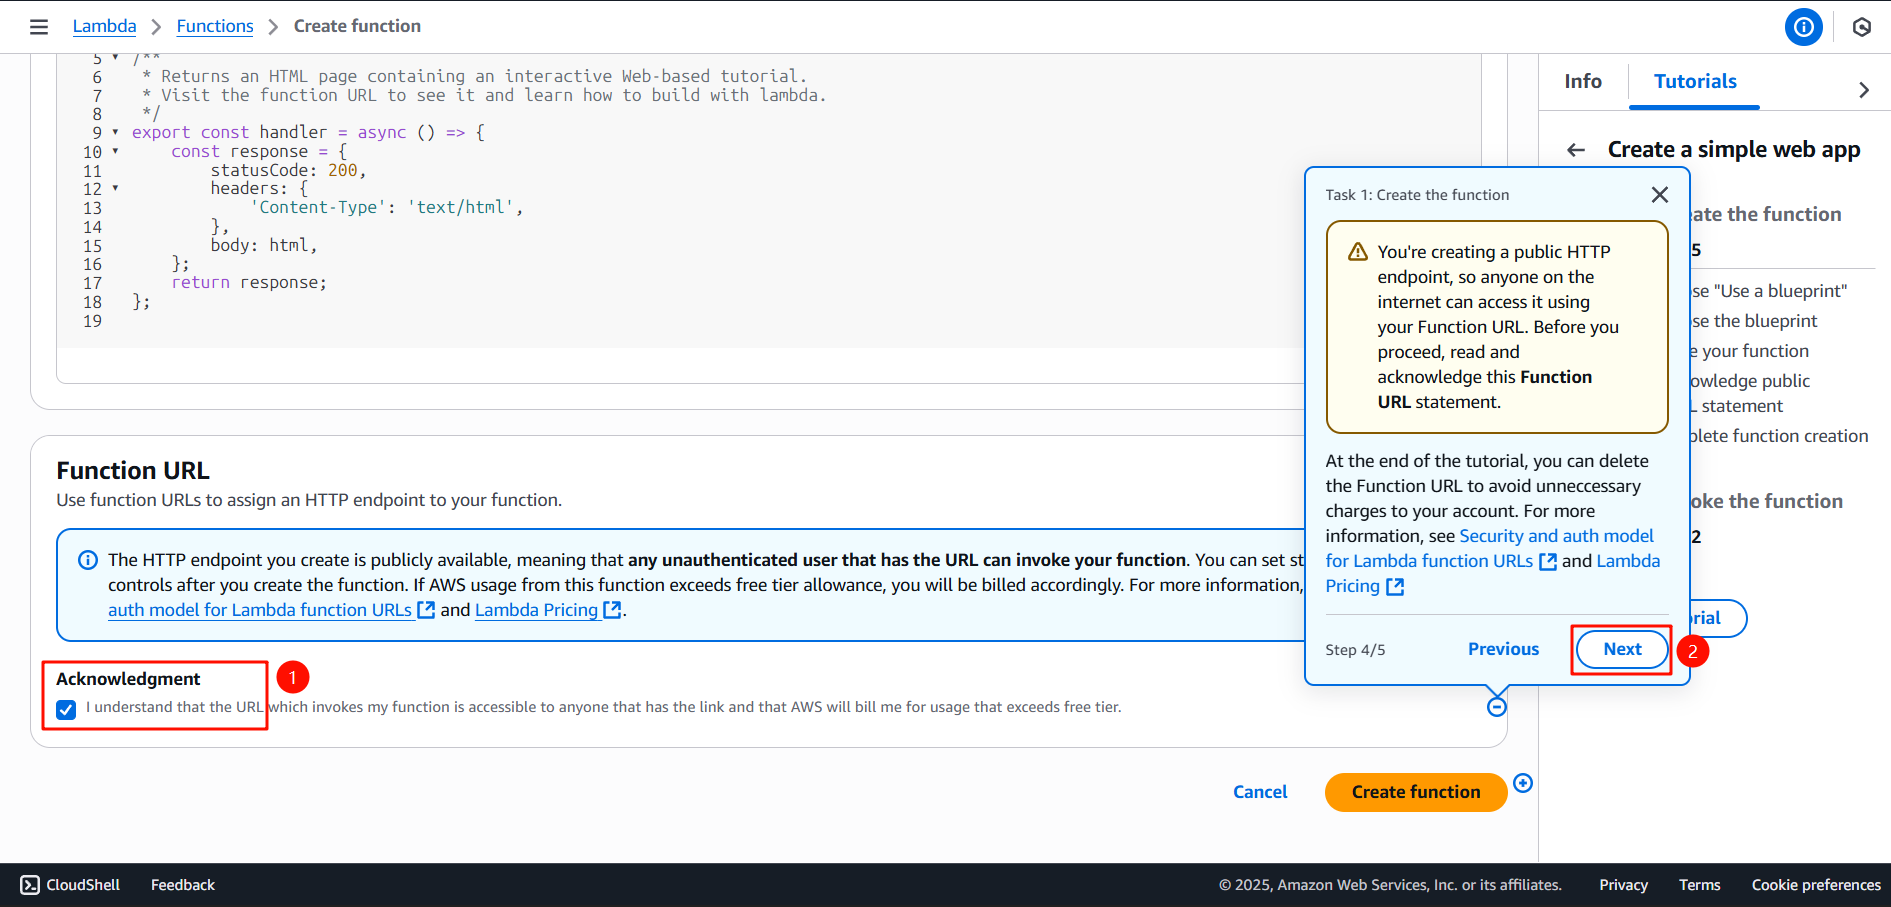 Lambda > Functions > Create function
5 /**
6 * Returns an HTML page containing an interactive Web-based tutorial.
7 * Visit the function URL to see it and learn how to build with lambda.
8 */
9 export const handler = async () => {
10 const response = {
11 statusCode: 200,
12 headers: {
13 'Content-Type': 'text/html',
14 },
15 body: html,
16 };
17 return response;
18 };
19
Function URL
Use function URLs to assign an HTTP endpoint to your function.
The HTTP endpoint you create is publicly available, meaning that any unauthenticated user that has the URL can invoke your function. You can set st
controls after you create the function. If AWS usage from this function exceeds free tier allowance, you will be billed accordingly. For more information,
auth model for Lambda function URLs and Lambda Pricing.
Acknowledgment
1
I understand that the URL which invokes my function is accessible to anyone that has the link and that AWS will bill me for usage that exceeds free tier.
Cancel
Create function
Task 1: Create the function
You're creating a public HTTP
endpoint, so anyone on the
internet can access it using
your Function URL. Before you
proceed, read and
acknowledge this Function
URL statement.
At the end of the tutorial, you can delete
the Function URL to avoid unneccessary
charges to your account. For more
information, see Security and auth model
for Lambda function URLs and Lambda
Pricing
Step 4/5
Previous
Next
2
Info
Tutorials
Create a simple web app
ate the function
5
se "Use a blueprint"
se the blueprint
e your function
owledge public
L statement
plete function creation
oke the function
2
rial
CloudShell
Feedback
© 2025, Amazon Web Services, Inc. or its affiliates.
Privacy
Terms
Cookie preferences